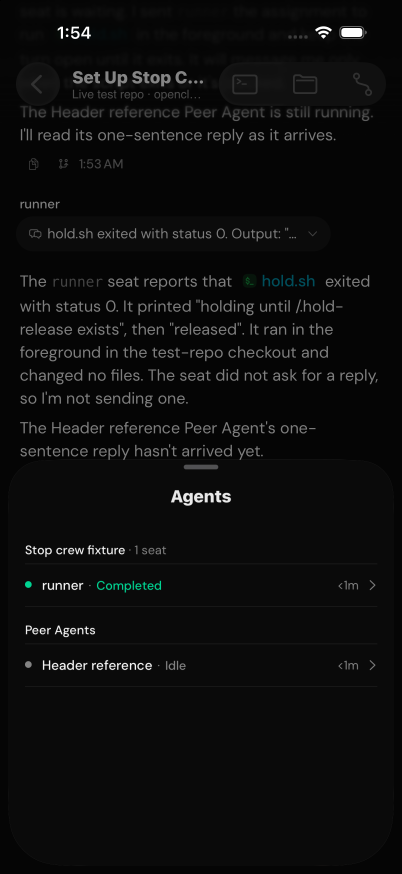 1:54
Set Up Stop C...
Live test repo · opencl...
The Header reference Peer Agent is still running.
I'll read its one-sentence reply as it arrives.
1:53 AM
runner
hold.sh exited with status 0. Output: "...
The runner seat reports that hold.sh exited
with status 0. It printed "holding until /.hold-
release exists", then "released". It ran in the
foreground in the test-repo checkout and
changed no files. The seat did not ask for a reply,
so I'm not sending one.
The Header reference Peer Agent's one-
sentence reply hasn't arrived yet.
Agents
Stop crew fixture · 1 seat
runner · Completed <1m
Peer Agents
Header reference · Idle <1m